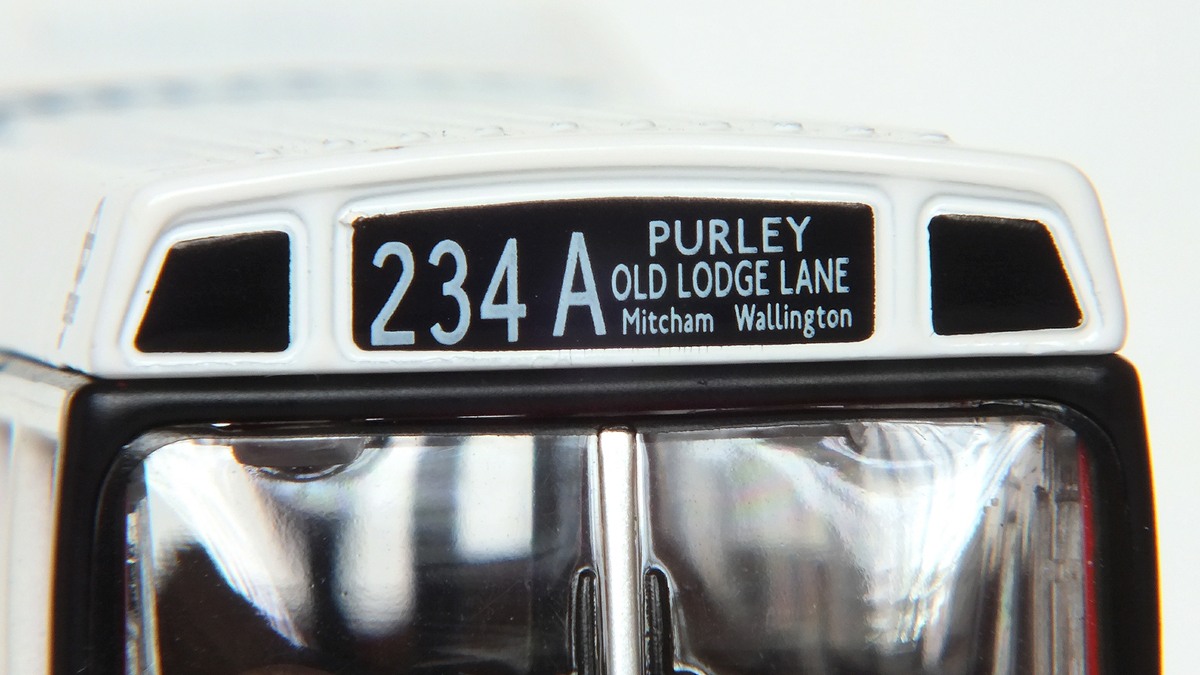 234 A
PURLEY
OLD LODGE LANE
Mitcham Wallington